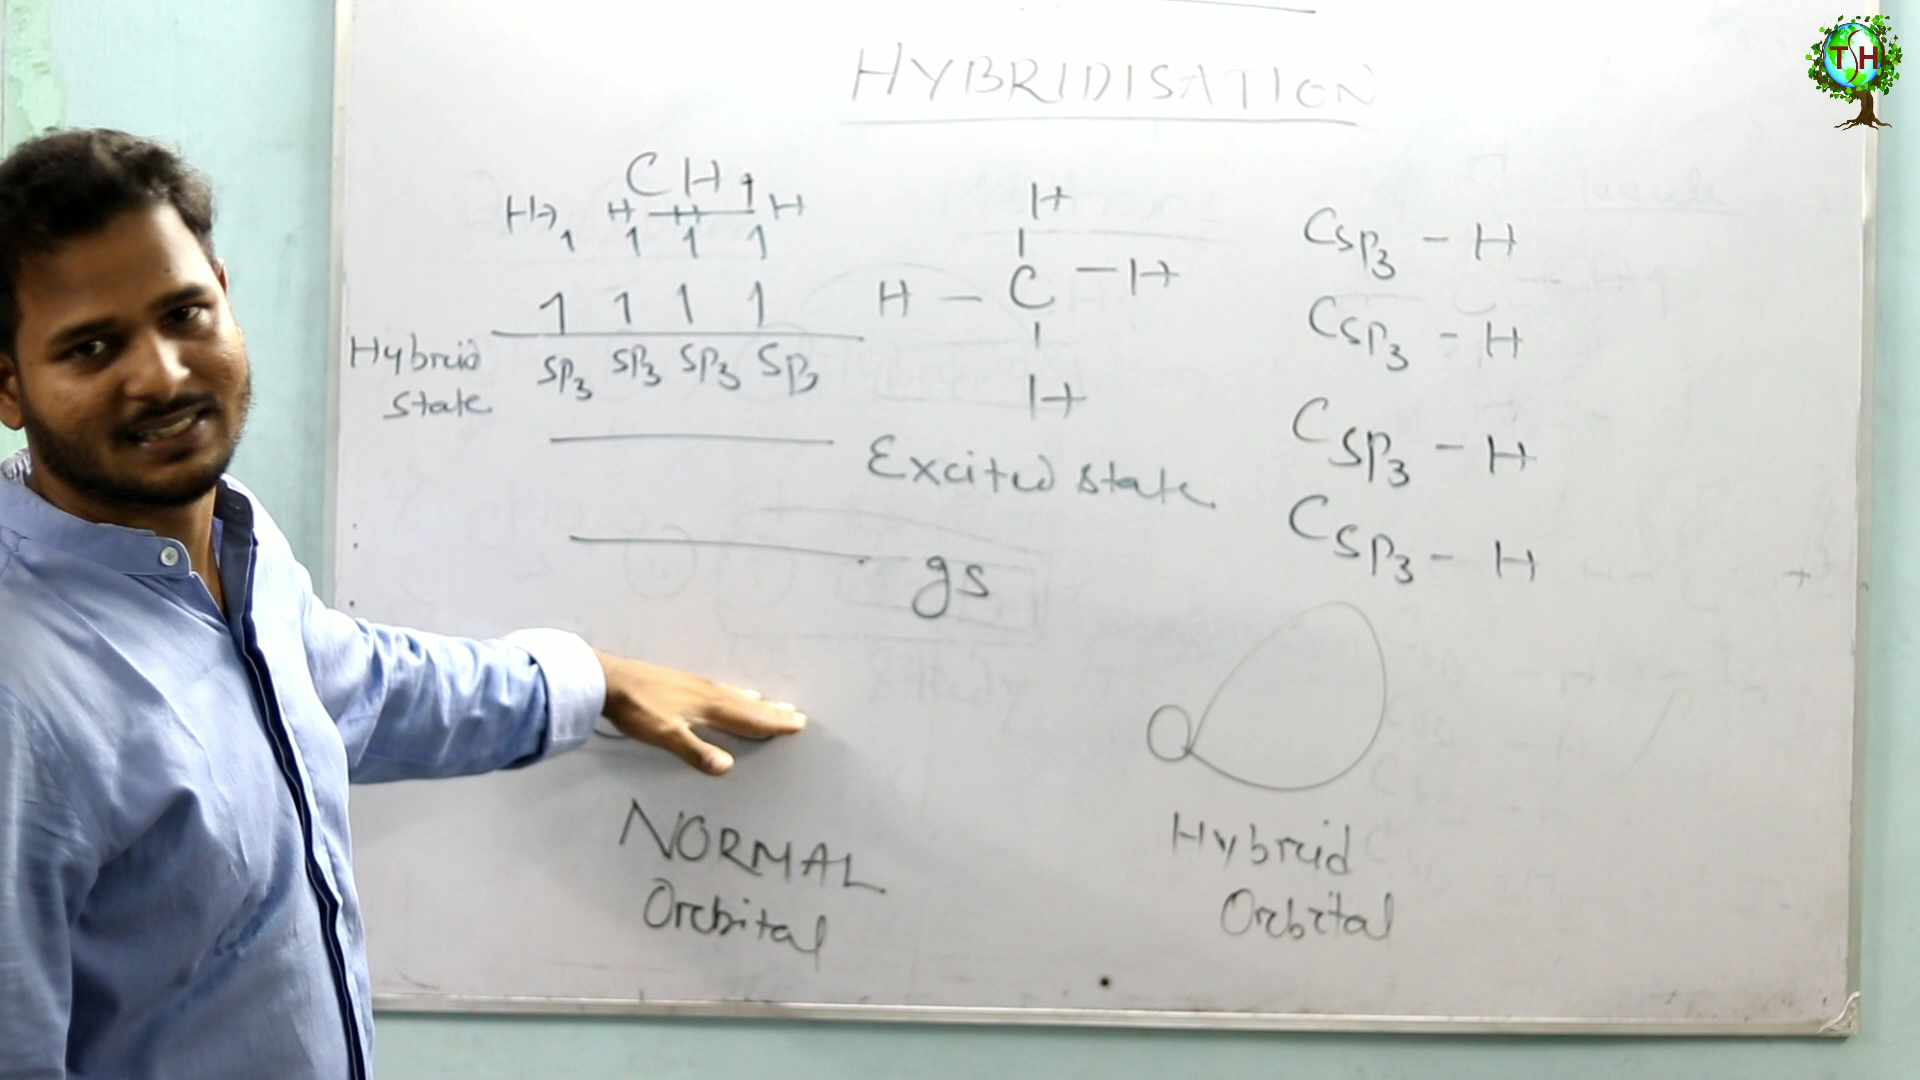 HYBRIDISATION
CH4
H H H H
1 1 1 1
1 1 1 1
Hybrid
State
SP3 SP3 SP3 SP3
H
H - C - H
H
CSP3 - H
CSP3 - H
CSP3 - H
CSP3 - H
Excited state
gs
NORMAL
Orbital
Hybrid
Orbital
TSH